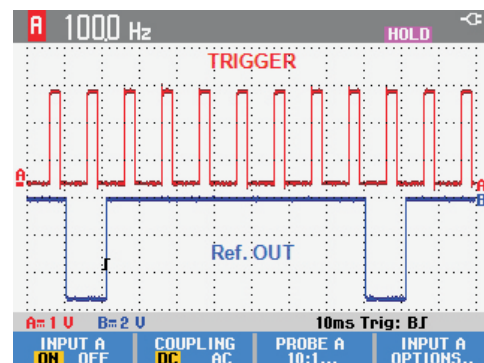 A 100.0 Hz HOLD
TRIGGER
A
A
B
Ref. OUT
A= 1 V B= 2 V 10ms Trig: B
INPUT A COUPLING PROBE A INPUT A
ON OFF DC AC 10:1... OPTIONS..